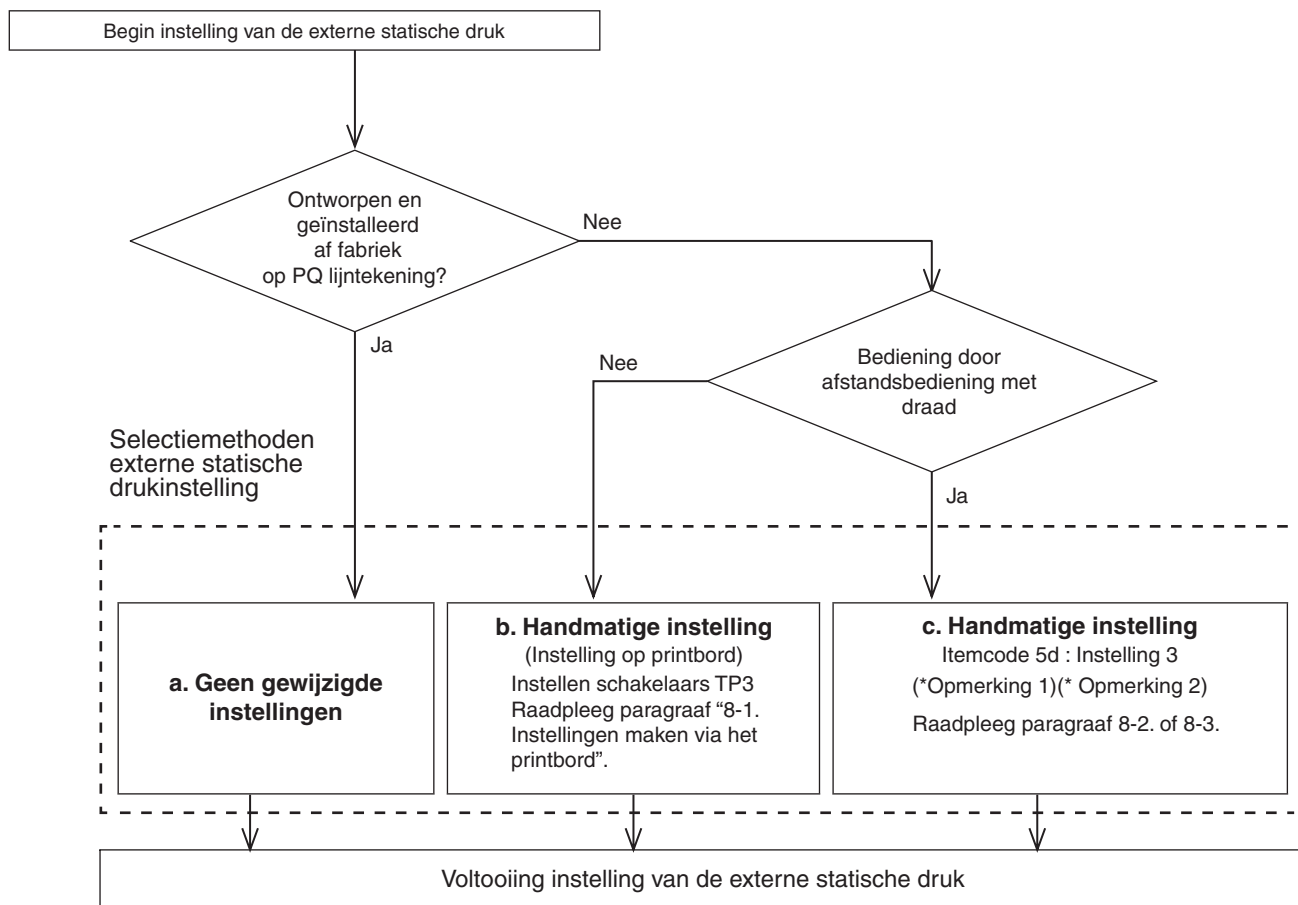 Begin instelling van de externe statische druk
Ontworpen en
geïnstalleerd
af fabriek
op PQ lijntekening?
Nee
Ja
Bediening door
afstandsbediening met
draad
Nee
Ja
Selectiemethoden
externe statische
drukinstelling
a. Geen gewijzigde
instellingen
b. Handmatige instelling
(Instelling op printbord)
Instellen schakelaars TP3
Raadpleeg paragraaf “8-1.
Instellingen maken via het
printbord”.
c. Handmatige instelling
Itemcode 5d : Instelling 3
(*Opmerking 1)(* Opmerking 2)
Raadpleeg paragraaf 8-2. of 8-3.
Voltooiing instelling van de externe statische druk